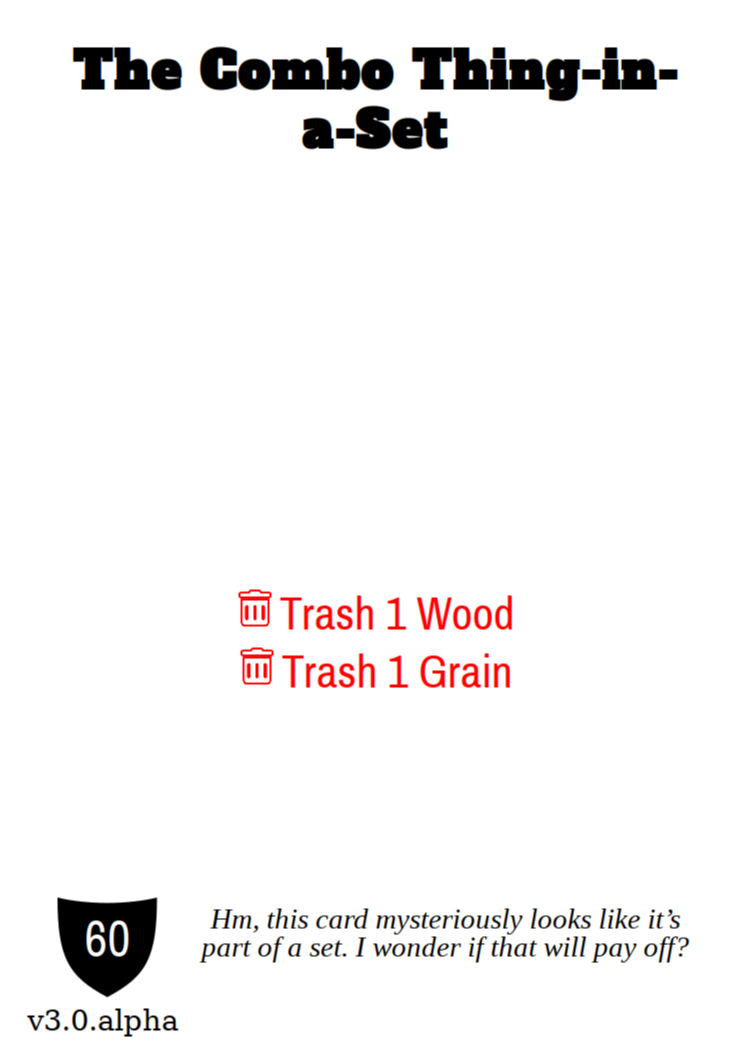 The Combo Thing-in-
a-Set
Trash 1 Wood
Trash 1 Grain
60
Hm, this card mysteriously looks like it’s
part of a set. I wonder if that will pay off?
v3.0.alpha